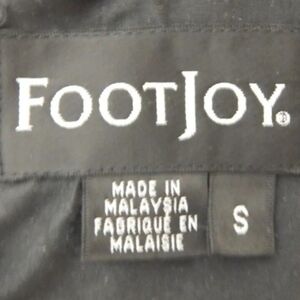 FOOTJOY®
MADE IN
MALAYSIA
FABRIQUÉ EN
MALAISIE
S